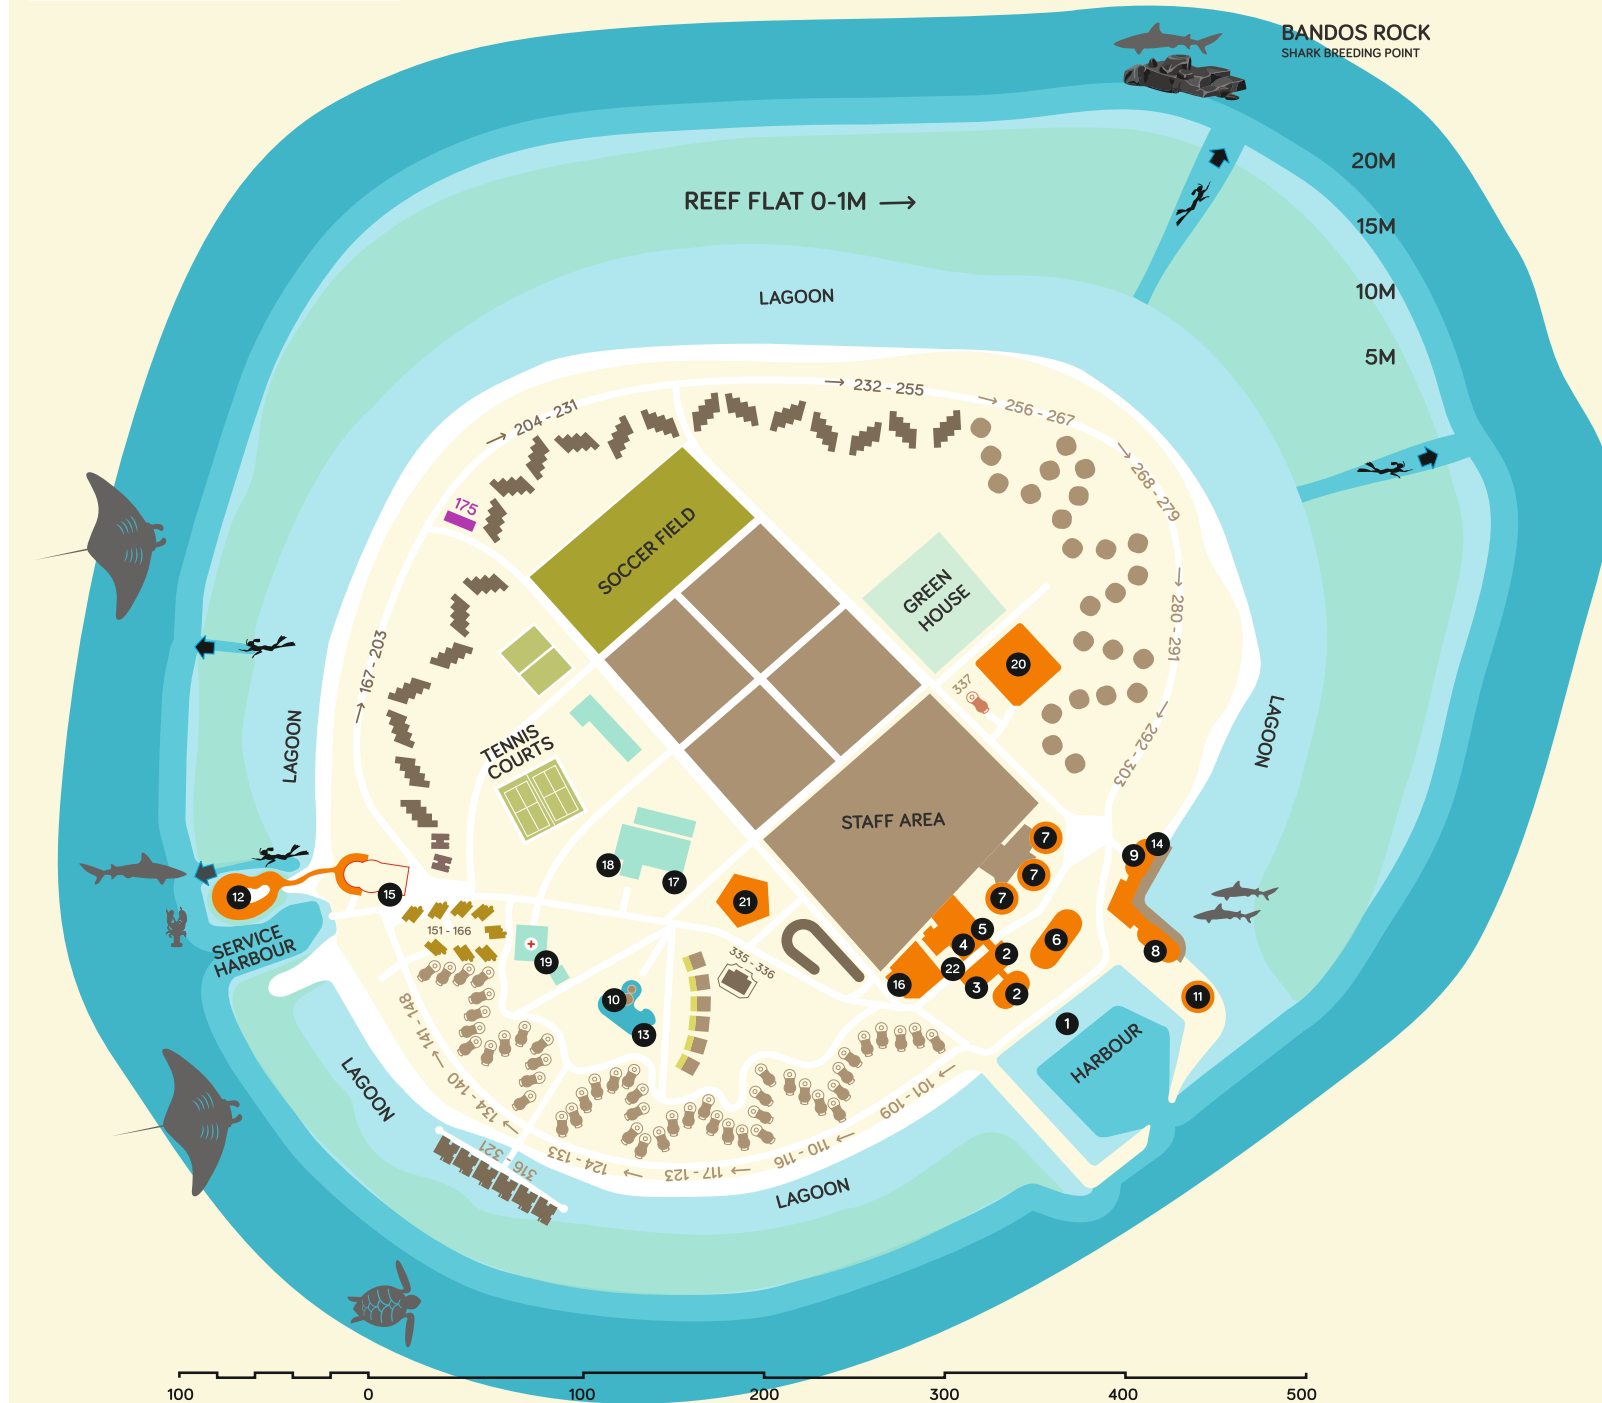 BANDOS ROCK
SHARK BREEDING POINT
20M
REEF FLAT 0-1M →
15M
LAGOON
10M
5M
→ 232 - 255
→ 256 - 267
→ 204 - 231
→ 268 - 279
175
SOCCER FIELD
GREEN
HOUSE
→ 280 - 291
→ 167 - 203
20
337
LAGOON
LAGOON
TENNIS
COURTS
→ 292 - 303
STAFF AREA
7
14
9
18
7
17
12
15
7
21
151 - 166
5
6
4
2
8
SERVICE
HARBOUR
19
335 - 336
22
16
3
2
11
10
1
13
141 - 148 →
HARBOUR
LAGOON
134 - 140 →
101 - 109 →
110 - 116 →
316 - 321
124 - 133 →
117 - 123 →
LAGOON
100 0 100 200 300 400 500